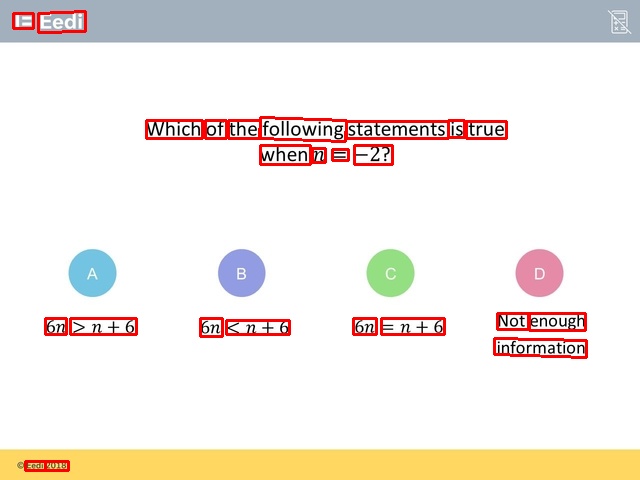 Eedi
Which of the following statements is true
when n = −2?
A
B
C
D
6n > n + 6
6n < n + 6
6n = n + 6
Not enough
information
© Eedi 2018